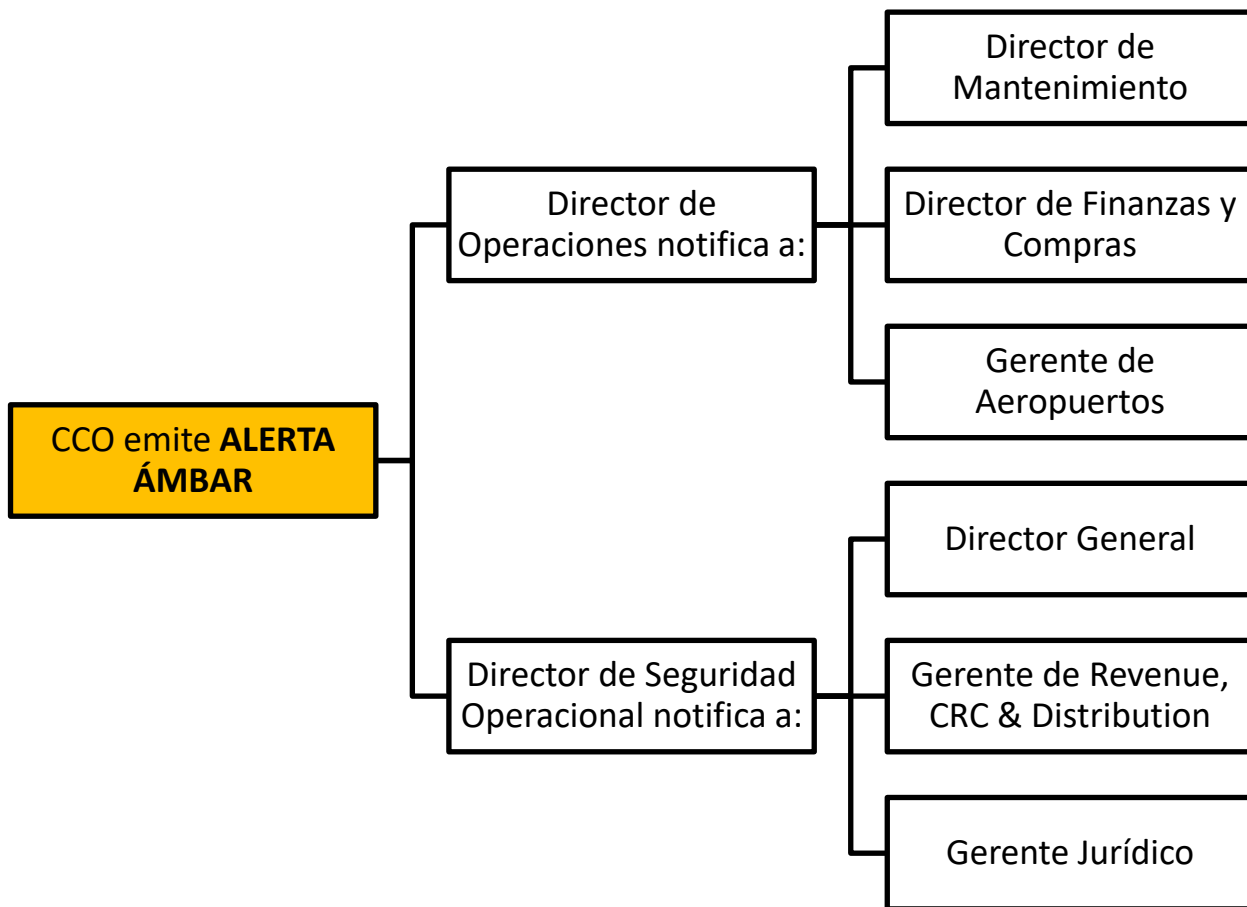 CCO emite ALERTA
ÁMBAR
Director de
Operaciones notifica a:
Director de
Mantenimiento
Director de Finanzas y
Compras
Gerente de
Aeropuertos
Director de Seguridad
Operacional notifica a:
Director General
Gerente de Revenue,
CRC & Distribution
Gerente Jurídico